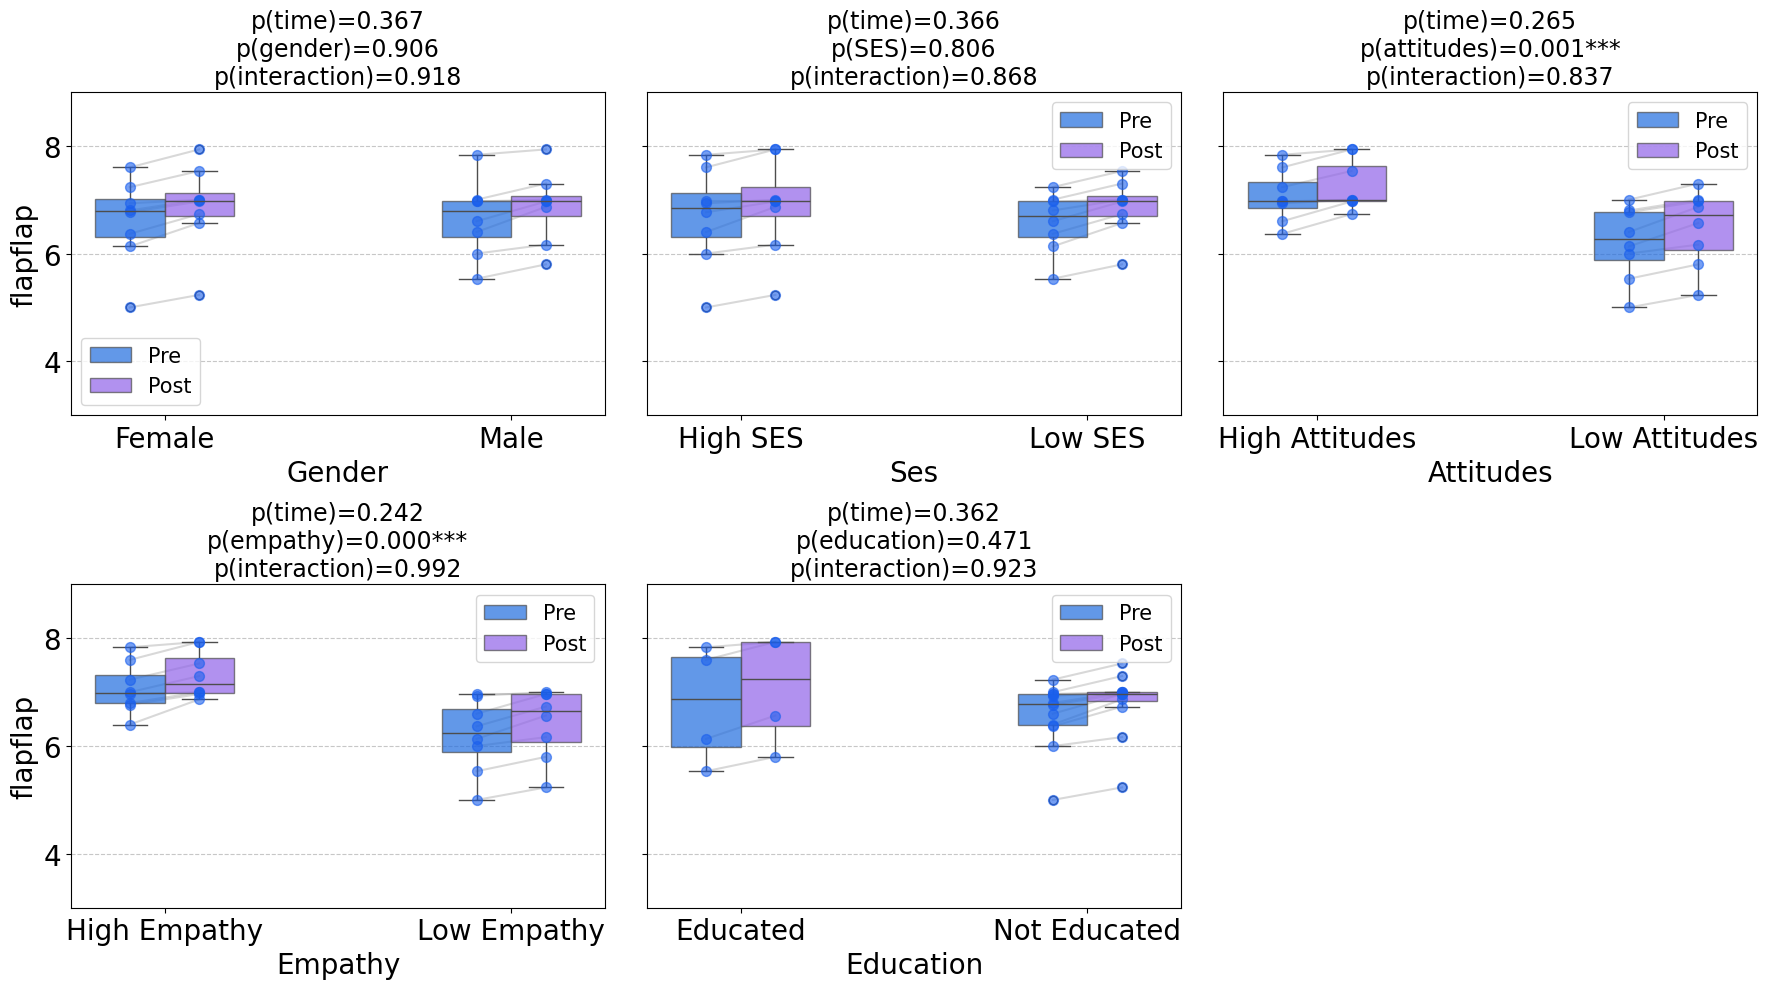 p(time)=0.367
p(gender)=0.906
p(interaction)=0.918
p(time)=0.366
p(SES)=0.806
p(interaction)=0.868
p(time)=0.265
p(attitudes)=0.001***
p(interaction)=0.837
flapflap
8
6
4
Pre
Post
Pre
Post
Pre
Post
Female
Male
High SES
Low SES
High Attitudes
Low Attitudes
Gender
Ses
Attitudes
p(time)=0.242
p(empathy)=0.000***
p(interaction)=0.992
p(time)=0.362
p(education)=0.471
p(interaction)=0.923
flapflap
8
6
4
Pre
Post
Pre
Post
High Empathy
Low Empathy
Educated
Not Educated
Empathy
Education